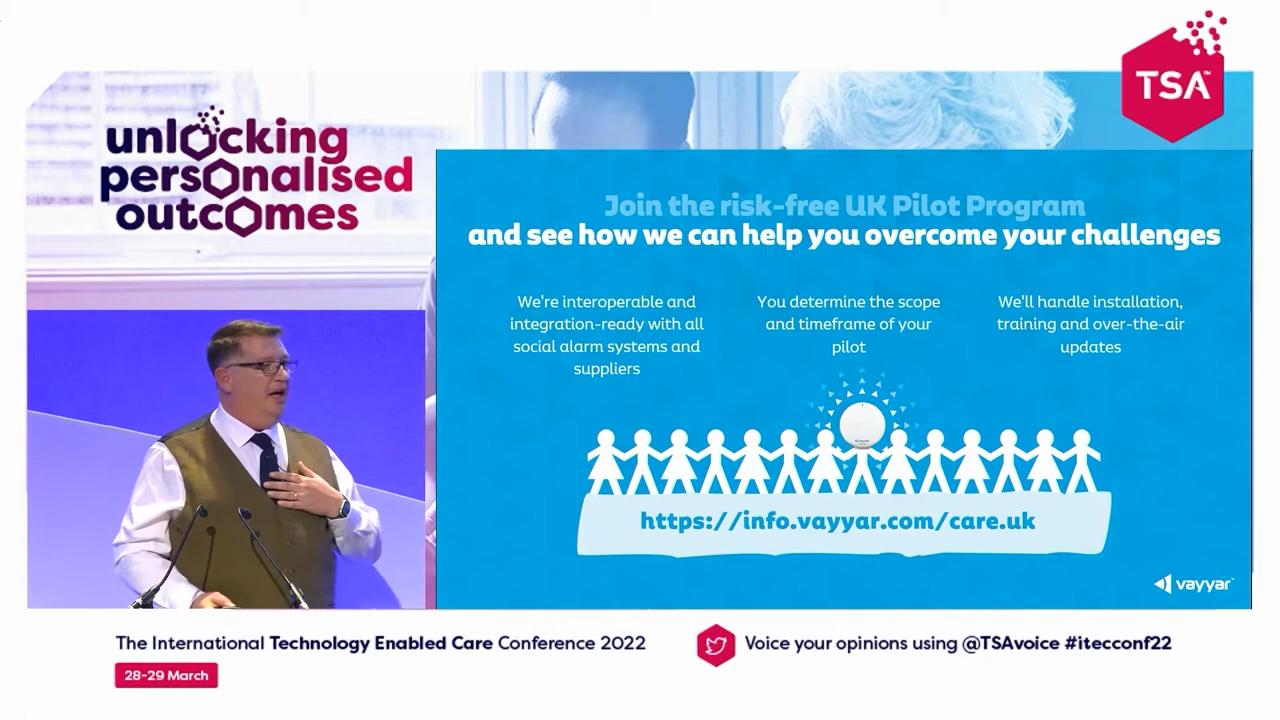 TSA
unlocking
personalised
outcomes
Join the risk-free UK Pilot Program
and see how we can help you overcome your challenges
We're interoperable and
integration-ready with all
social alarm systems and
suppliers
You determine the scope
and timeframe of your
pilot
We'll handle installation,
training and over-the-air
updates
https://info.vayyar.com/care.uk
vayyar
The International Technology Enabled Care Conference 2022
28-29 March
Voice your opinions using @TSAvoice #itecconf22